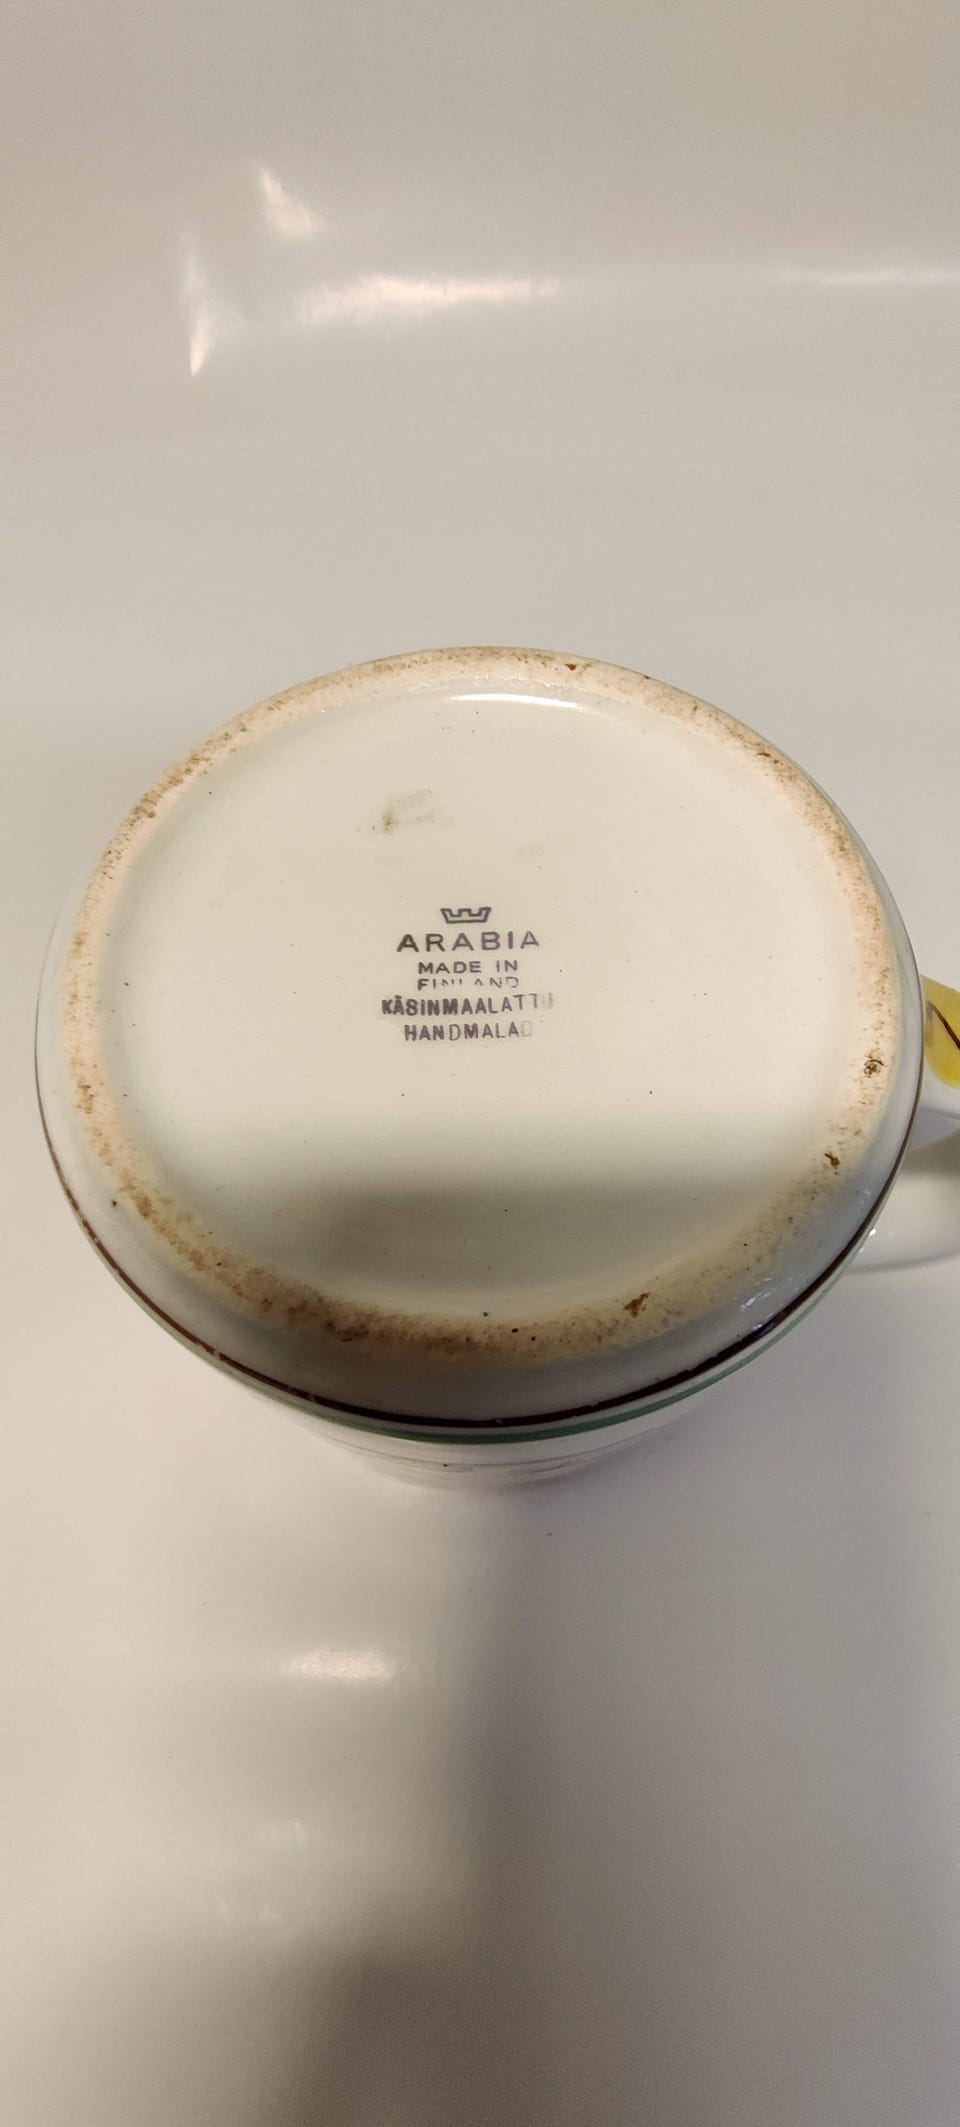 ARABIA
MADE IN
FINLAND
KÄSINMAALATTU
HANDMALAD